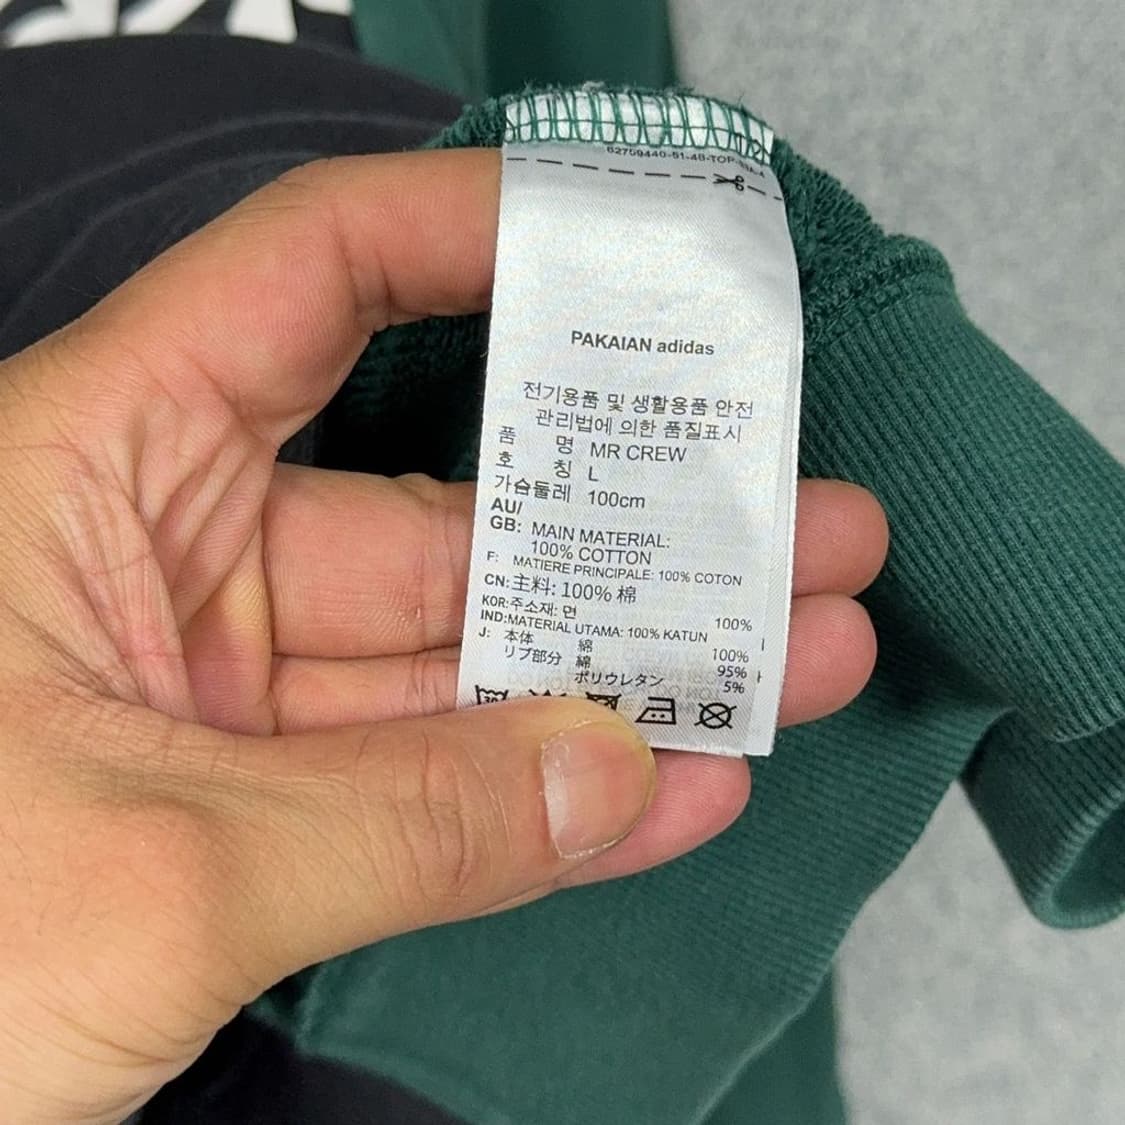 62759440-51-48-TOP
PAKAIAN adidas
전기용품 및 생활용품 안전
관리법에 의한 품질표시
품 명 MR CREW
호 칭 L
가슴둘레 100cm
AU/
GB: MAIN MATERIAL:
100% COTTON
F: MATIERE PRINCIPALE: 100% COTON
CN: 主料: 100% 棉
KOR: 주소재: 면 100%
IND: MATERIAL UTAMA: 100% KATUN
J: 本体 綿 100%
リブ部分 綿 95%
ポリウレタン 5%